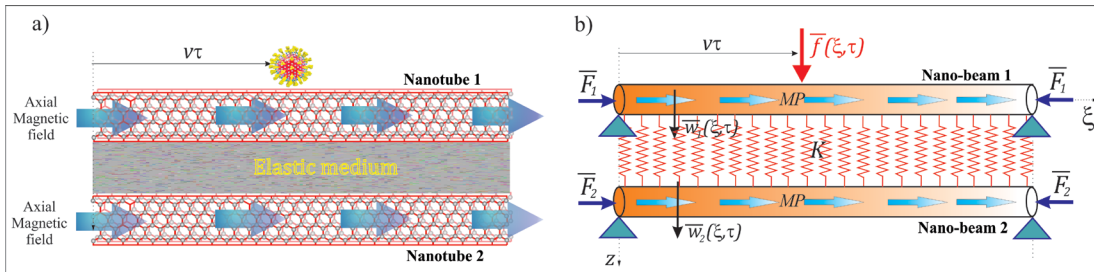 a)
vτ
Nanotube 1
Axial
Magnetic
field
Elastic medium
Axial
Magnetic
field
Nanotube 2
b)
vτ
f̅(ξ,τ)
Nano-beam 1
F̅₁
MP
F̅₁
ξ
w̅₁(ξ,τ)
K
F̅₂
MP
F̅₂
w̅₂(ξ,τ)
Nano-beam 2
z